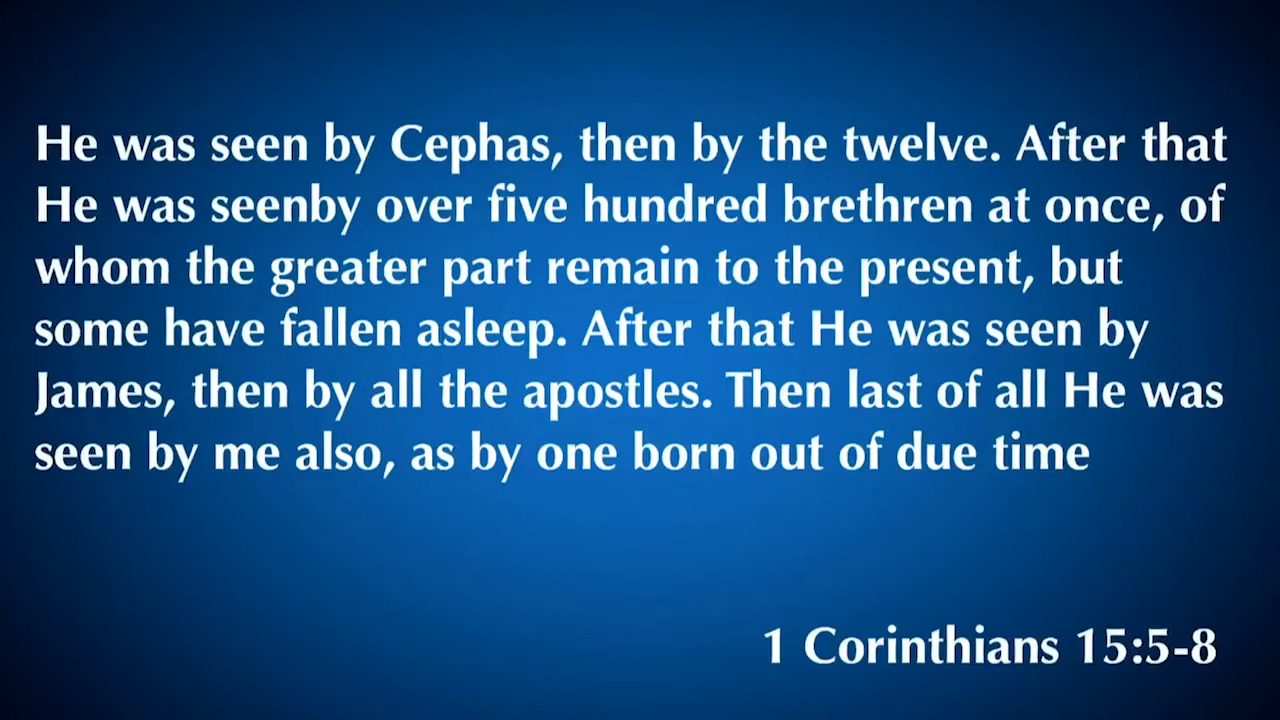 He was seen by Cephas, then by the twelve. After that
He was seenby over five hundred brethren at once, of
whom the greater part remain to the present, but
some have fallen asleep. After that He was seen by
James, then by all the apostles. Then last of all He was
seen by me also, as by one born out of due time
1 Corinthians 15:5-8